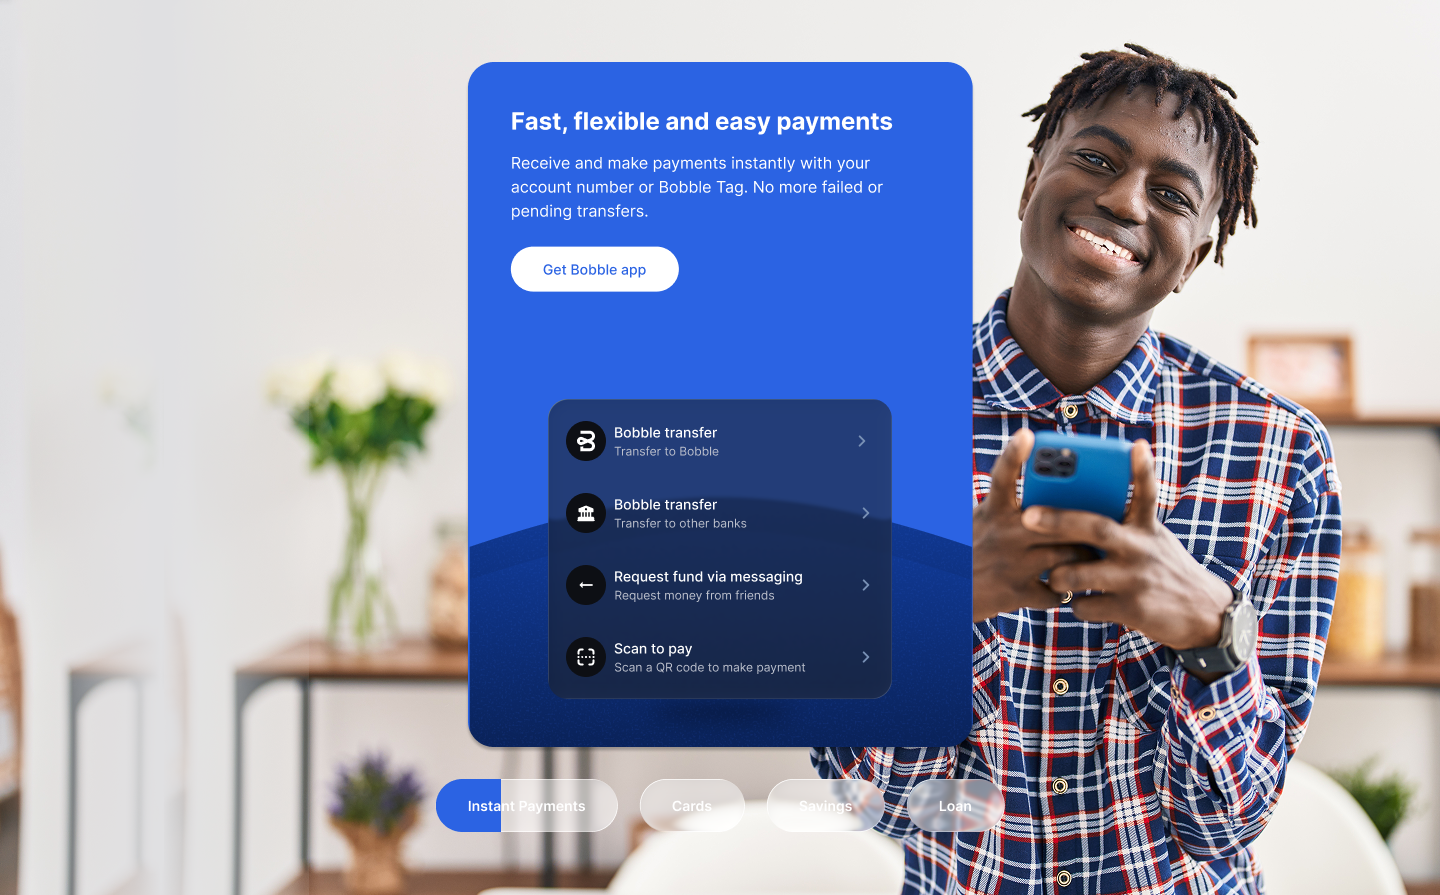 Fast, flexible and easy payments
Receive and make payments instantly with your
account number or Bobble Tag. No more failed or
pending transfers.
Get Bobble app
Bobble transfer
Transfer to Bobble
Bobble transfer
Transfer to other banks
Request fund via messaging
Request money from friends
Scan to pay
Scan a QR code to make payment
Instant Payments
Cards
Savings
Loan